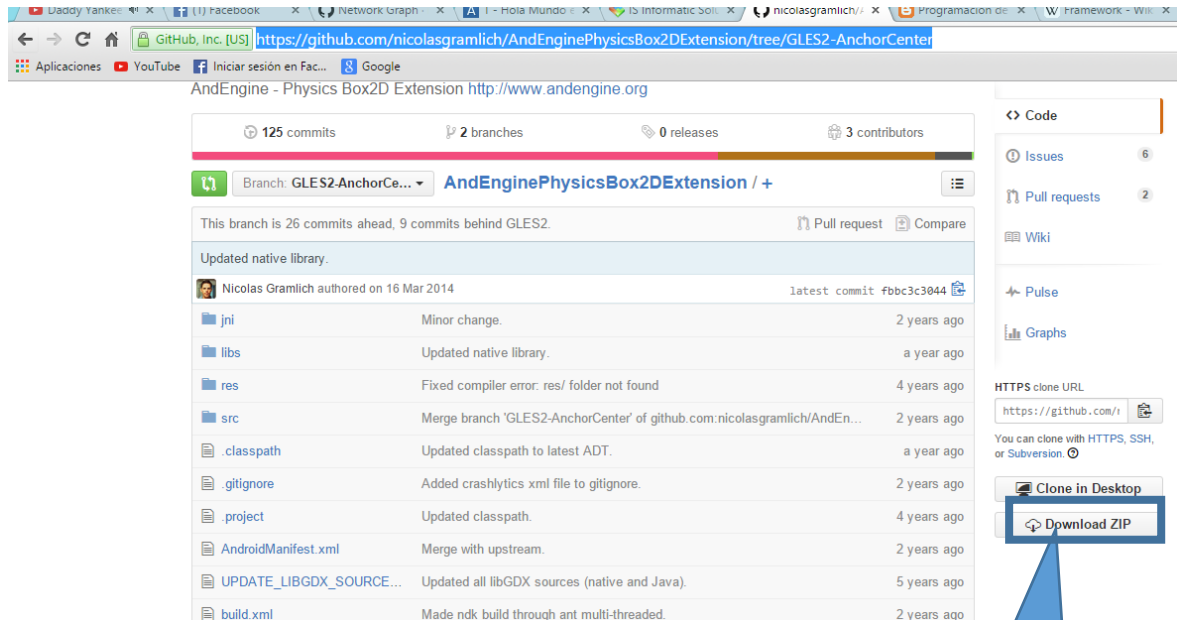 Daddy Yankee
(1) Facebook
Network Graph ·
T - Hola Mundo e
IS Informatic Solu
nicolasgramlich/A
Programacion de
Framework - Wik
GitHub, Inc. [US] https://github.com/nicolasgramlich/AndEnginePhysicsBox2DExtension/tree/GLES2-AnchorCenter
Aplicaciones YouTube Iniciar sesión en Fac... Google
AndEngine - Physics Box2D Extension http://www.andengine.org
125 commits 2 branches 0 releases 3 contributors
Branch: GLES2-AnchorCe... AndEnginePhysicsBox2DExtension / +
This branch is 26 commits ahead, 9 commits behind GLES2. Pull request Compare
Updated native library.
Nicolas Gramlich authored on 16 Mar 2014 latest commit fbbc3c3044
jni Minor change. 2 years ago
libs Updated native library. a year ago
res Fixed compiler error: res/ folder not found 4 years ago
src Merge branch 'GLES2-AnchorCenter' of github.com:nicolasgramlich/AndEn... 2 years ago
.classpath Updated classpath to latest ADT. a year ago
.gitignore Added crashlytics xml file to gitignore. 2 years ago
.project Updated classpath. 4 years ago
AndroidManifest.xml Merge with upstream. 2 years ago
UPDATE_LIBGDX_SOURCE... Updated all libGDX sources (native and Java). 5 years ago
build.xml Made ndk build through ant multi-threaded. 2 years ago
Code
Issues 6
Pull requests 2
Wiki
Pulse
Graphs
HTTPS clone URL
https://github.com/
You can clone with HTTPS, SSH,
or Subversion.
Clone in Desktop
Download ZIP